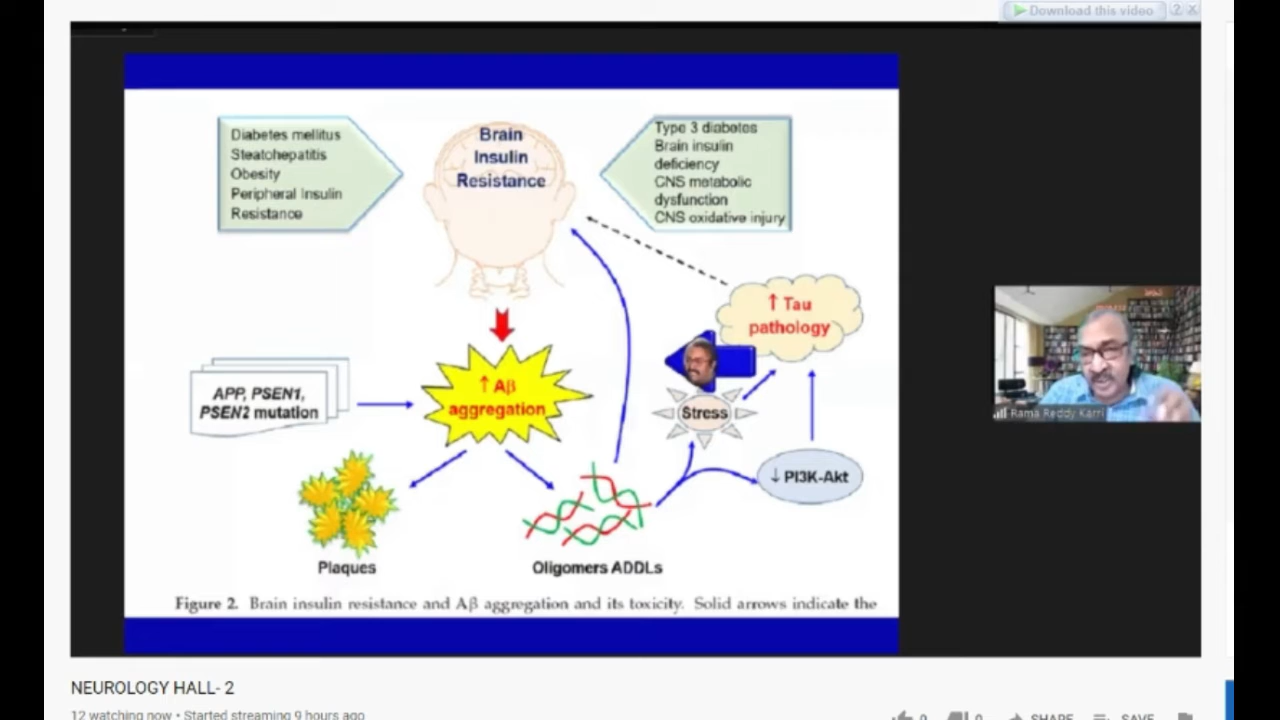 Download this video
?
Diabetes mellitus
Steatohepatitis
Obesity
Peripheral Insulin
Resistance
Brain
Insulin
Resistance
Type 3 diabetes
Brain insulin
deficiency
CNS metabolic
dysfunction
CNS oxidative injury
↑ Tau
pathology
APP, PSEN1,
PSEN2 mutation
↑ Aβ
aggregation
Stress
↓ PI3K-Akt
Plaques
Oligomers ADDLs
Figure 2. Brain insulin resistance and Aβ aggregation and its toxicity. Solid arrows indicate the
Rama Reddy Karri
NEUROLOGY HALL- 2
12 watching now • Started streaming 9 hours ago
0
0
SHARE
SAVE